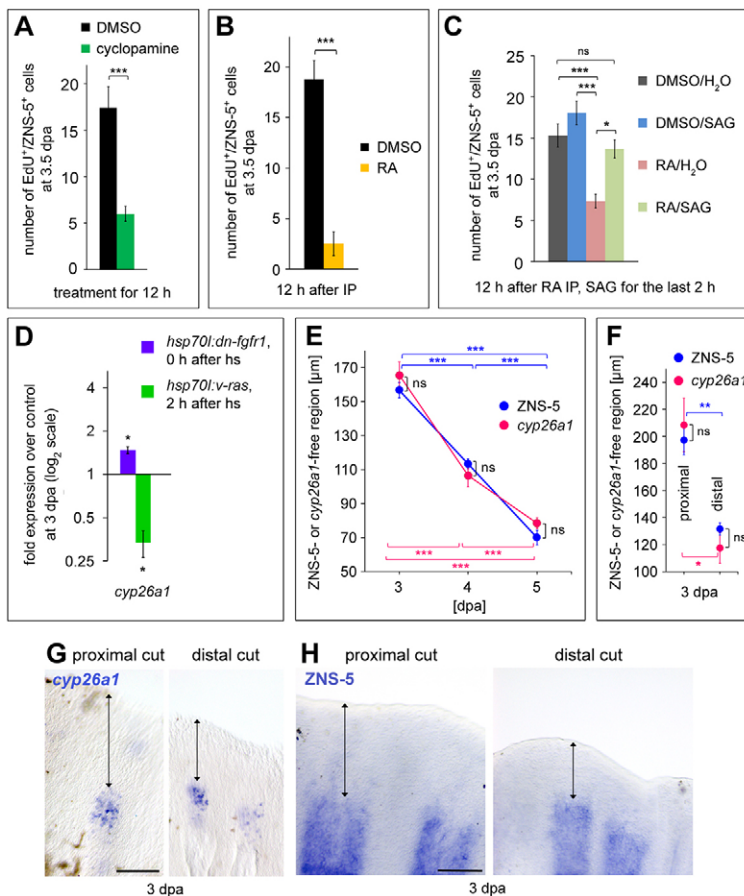 A
DMSO
cyclopamine
***
number of EdU⁺/ZNS-5⁺ cells
at 3.5 dpa
20
15
10
5
0
treatment for 12 h
B
***
DMSO
RA
number of EdU⁺/ZNS-5⁺ cells
at 3.5 dpa
20
15
10
5
0
12 h after IP
C
ns
***
***
*
number of EdU⁺/ZNS-5⁺ cells
at 3.5 dpa
25
20
15
10
5
0
DMSO/H₂O
DMSO/SAG
RA/H₂O
RA/SAG
12 h after RA IP, SAG for the last 2 h
D
hsp70l:dn-fgfr1,
0 h after hs
hsp70l:v-ras,
2 h after hs
fold expression over control
at 3 dpa (log₂ scale)
4
2
1
0.5
0.25
*
*
cyp26a1
E
ZNS-5- or cyp26a1-free region [µm]
170
150
130
110
90
70
50
***
*** ***
ns
ns
ns
ZNS-5
cyp26a1
*** ***
***
3 4 5
[dpa]
F
ZNS-5
cyp26a1
ZNS-5- or cyp26a1-free region [µm]
240
220
200
180
160
140
120
100
**
ns
proximal
distal
ns
*
3 dpa
G
proximal cut distal cut
cyp26a1
3 dpa
H
proximal cut distal cut
ZNS-5
3 dpa